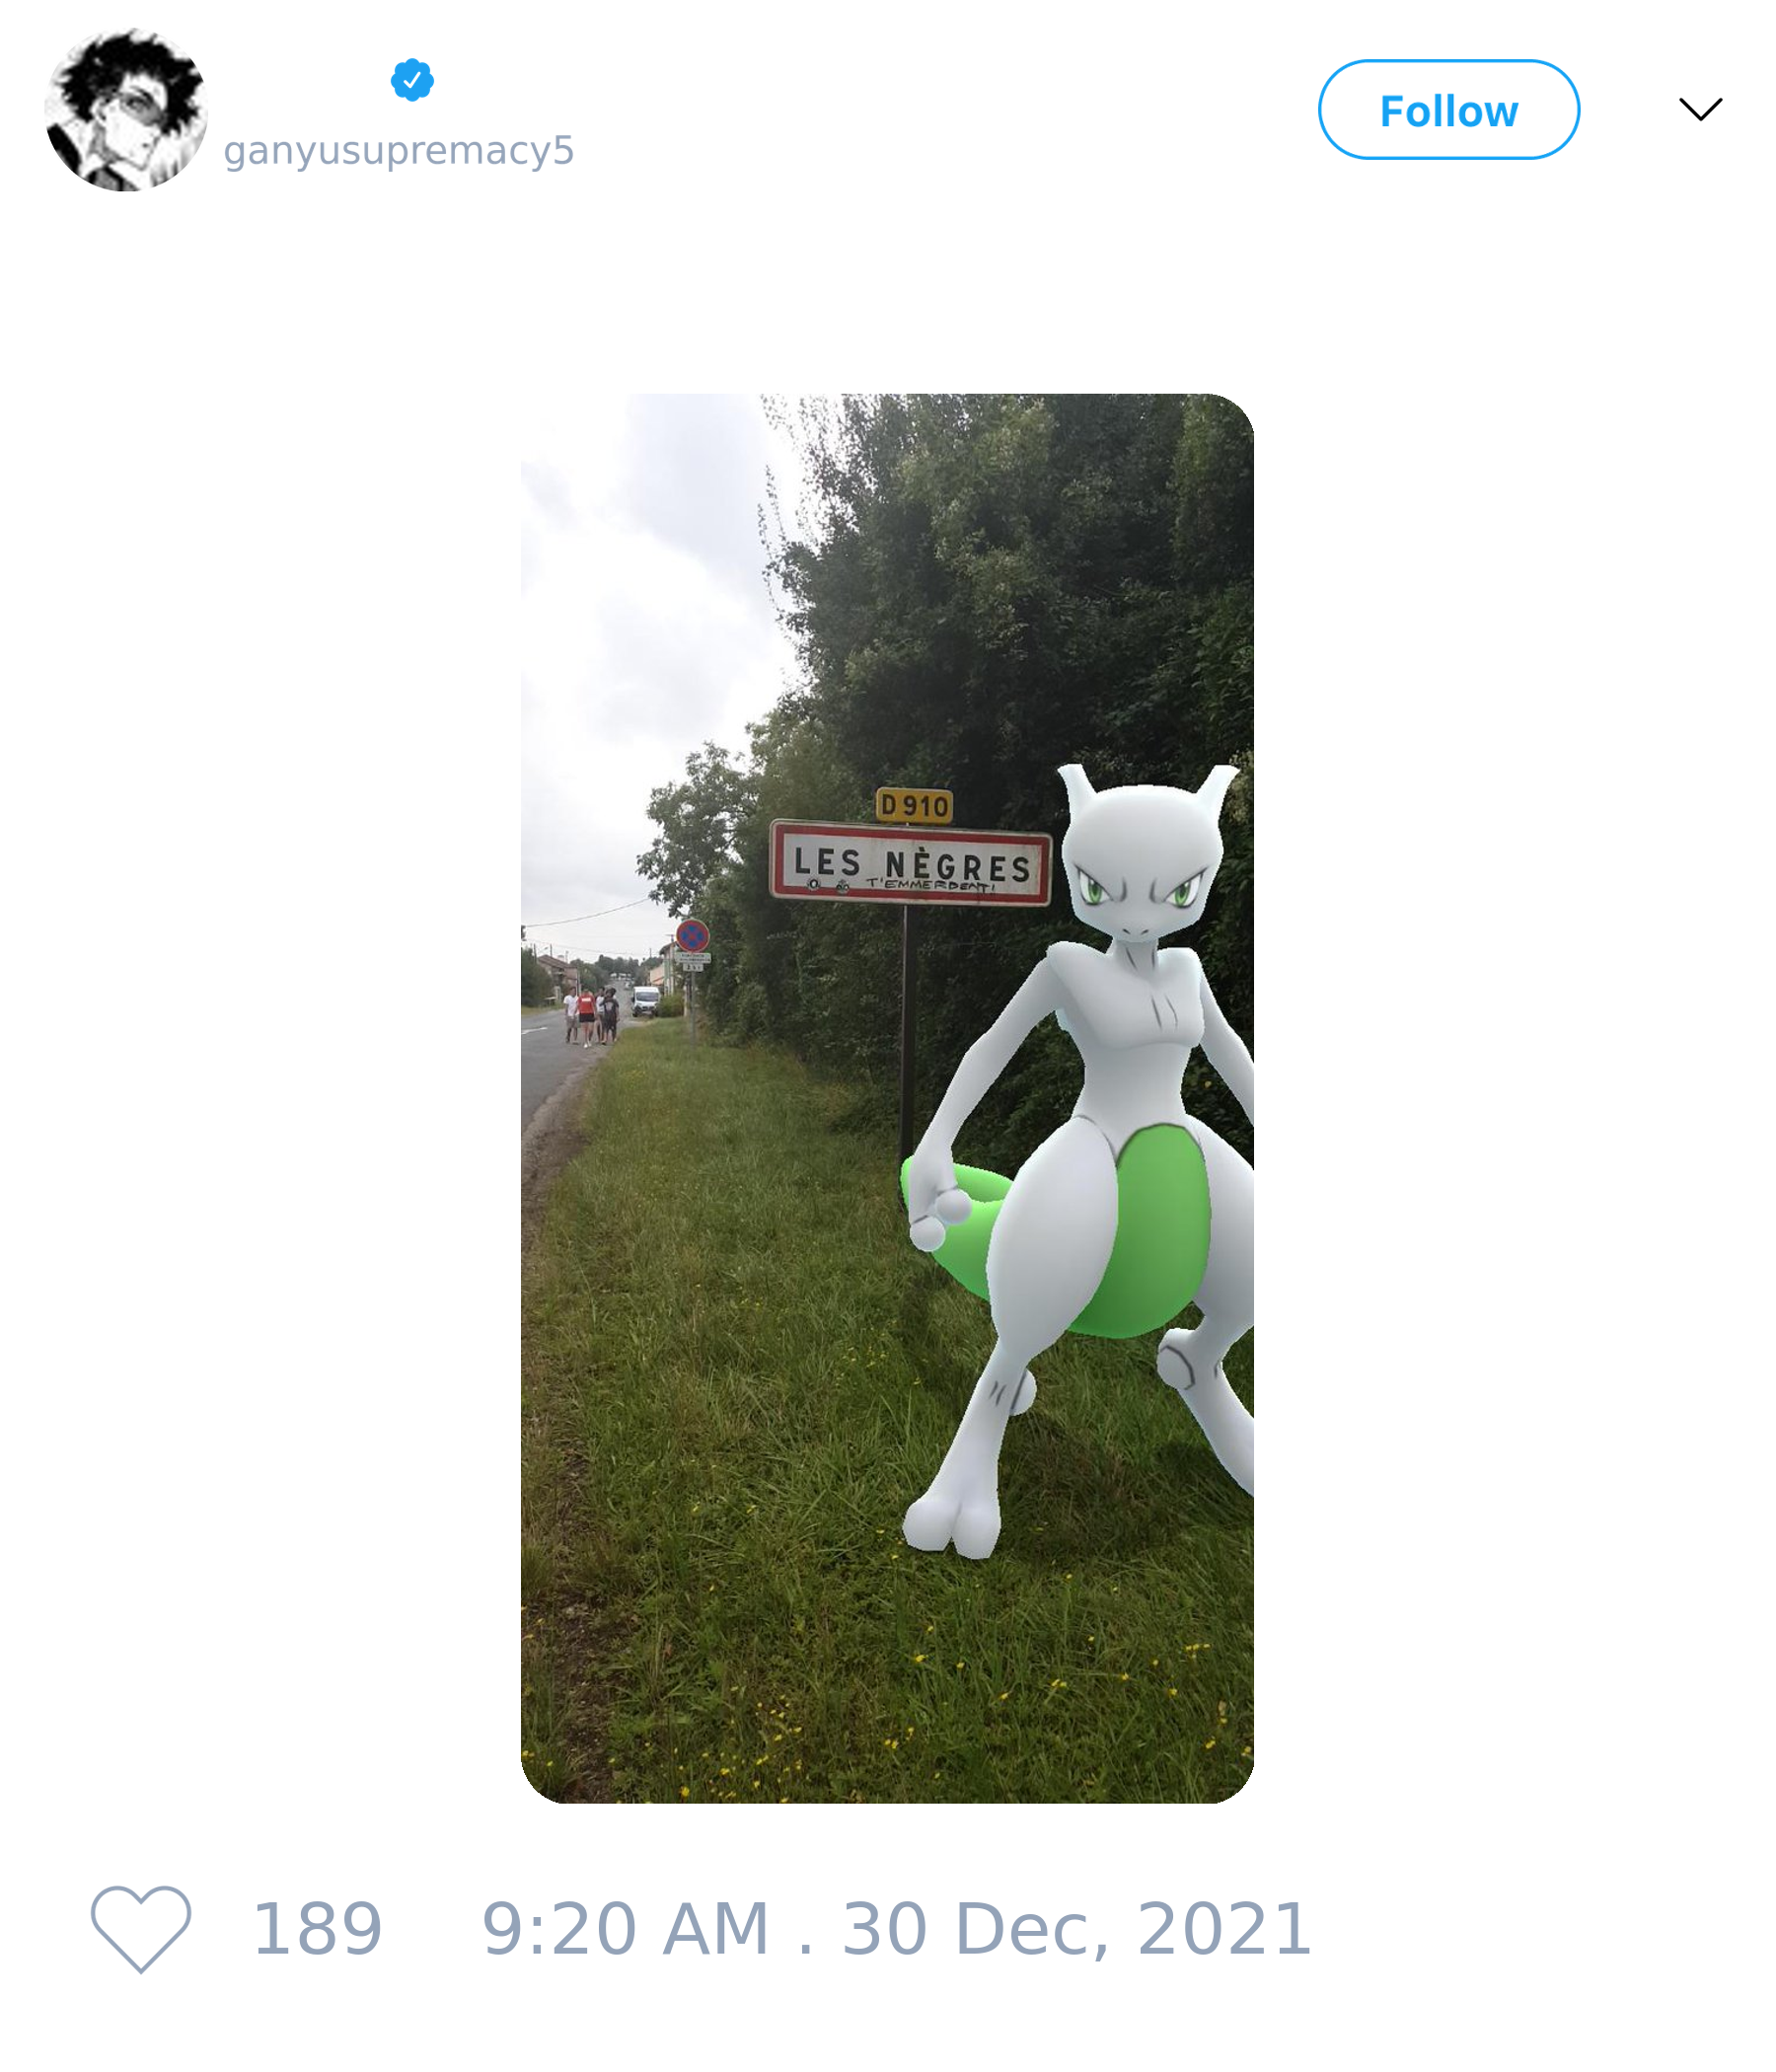 ganyusupremacy5
Follow
D 910
LES NÈGRES
T'EMMERDENT!
189 9:20 AM . 30 Dec, 2021